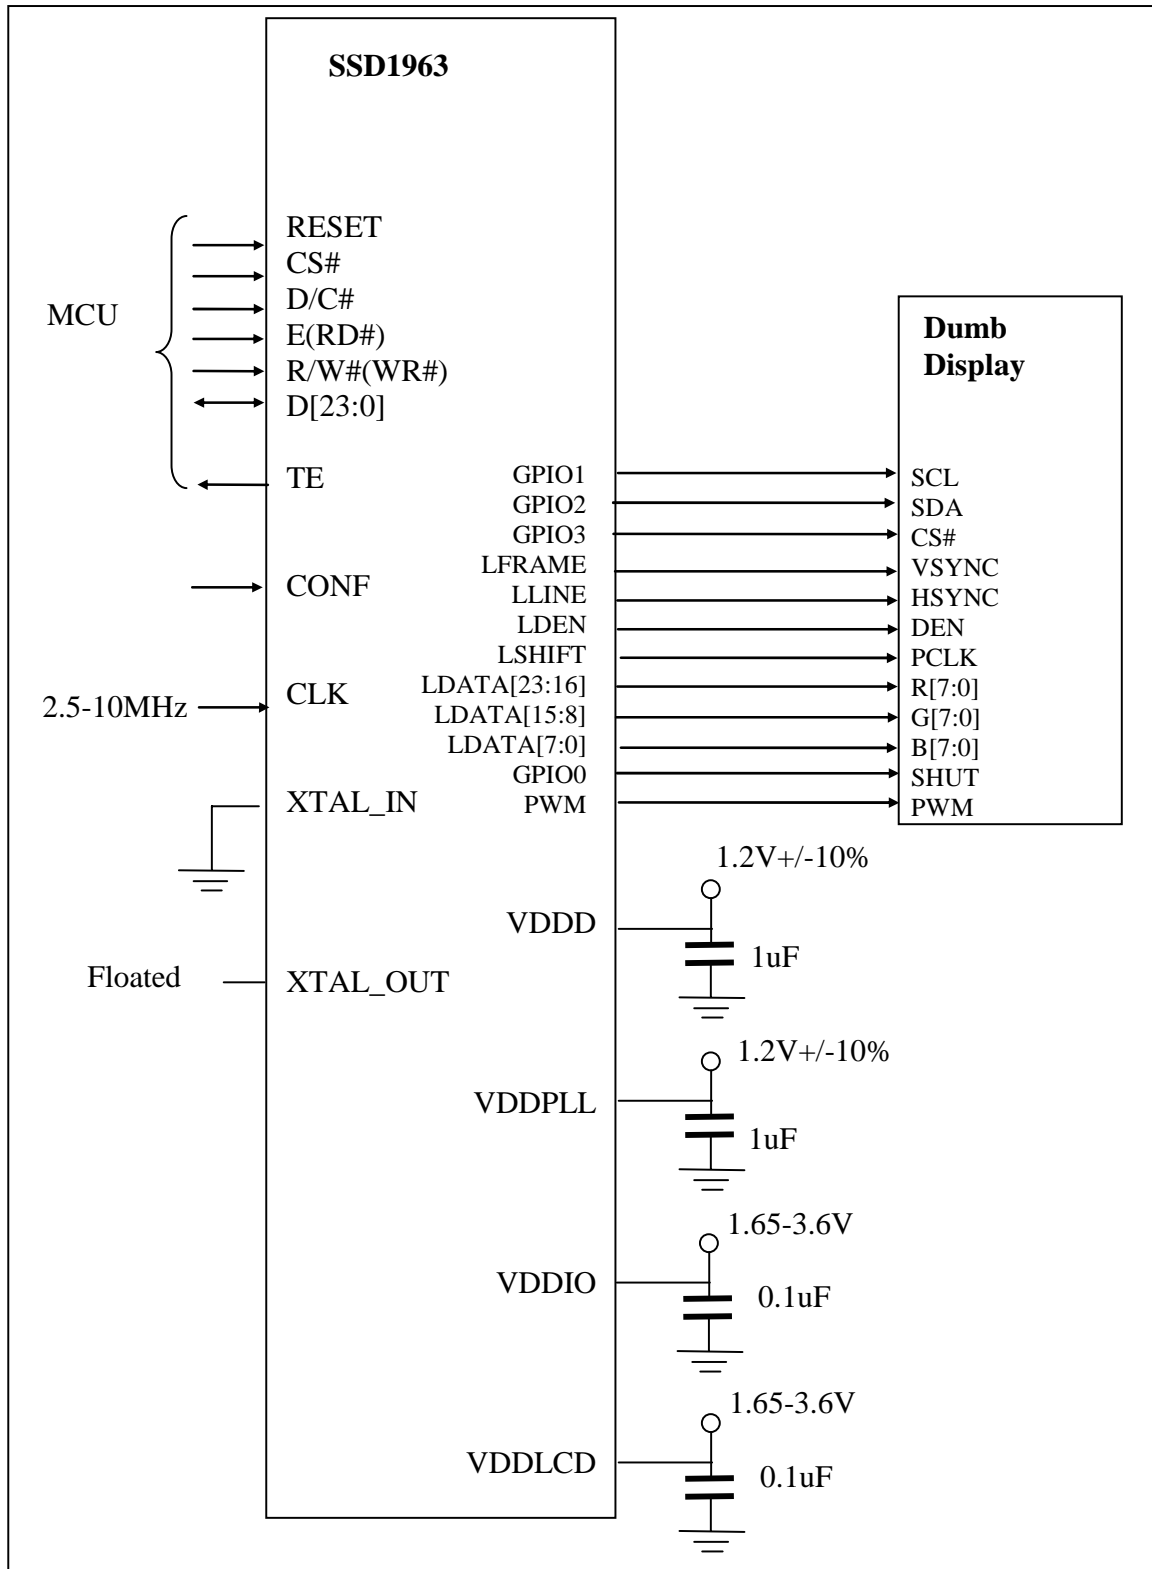 SSD1963
MCU
RESET
CS#
D/C#
E(RD#)
R/W#(WR#)
D[23:0]
TE
CONF
2.5-10MHz
CLK
XTAL_IN
Floated
XTAL_OUT
GPIO1
GPIO2
GPIO3
LFRAME
LLINE
LDEN
LSHIFT
LDATA[23:16]
LDATA[15:8]
LDATA[7:0]
GPIO0
PWM
Dumb
Display
SCL
SDA
CS#
VSYNC
HSYNC
DEN
PCLK
R[7:0]
G[7:0]
B[7:0]
SHUT
PWM
1.2V+/-10%
VDDD
1uF
1.2V+/-10%
VDDPLL
1uF
1.65-3.6V
VDDIO
0.1uF
1.65-3.6V
VDDLCD
0.1uF